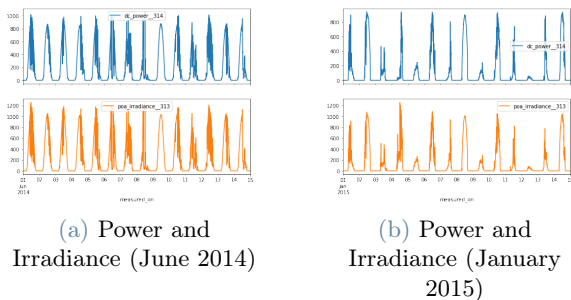 dc_power__314
1000
800
600
400
200
0
poa_irradiance__313
1200
1000
800
600
400
200
0
01 02 03 04 05 06 07 08 09 10 11 12 13 14 15
Jun
2014
measured_on
(a) Power and
Irradiance (June 2014)
dc_power__314
800
600
400
200
0
poa_irradiance__313
1200
1000
800
600
400
200
0
01 02 03 04 05 06 07 08 09 10 11 12 13 14 15
Jan
2015
measured_on
(b) Power and
Irradiance (January
2015)